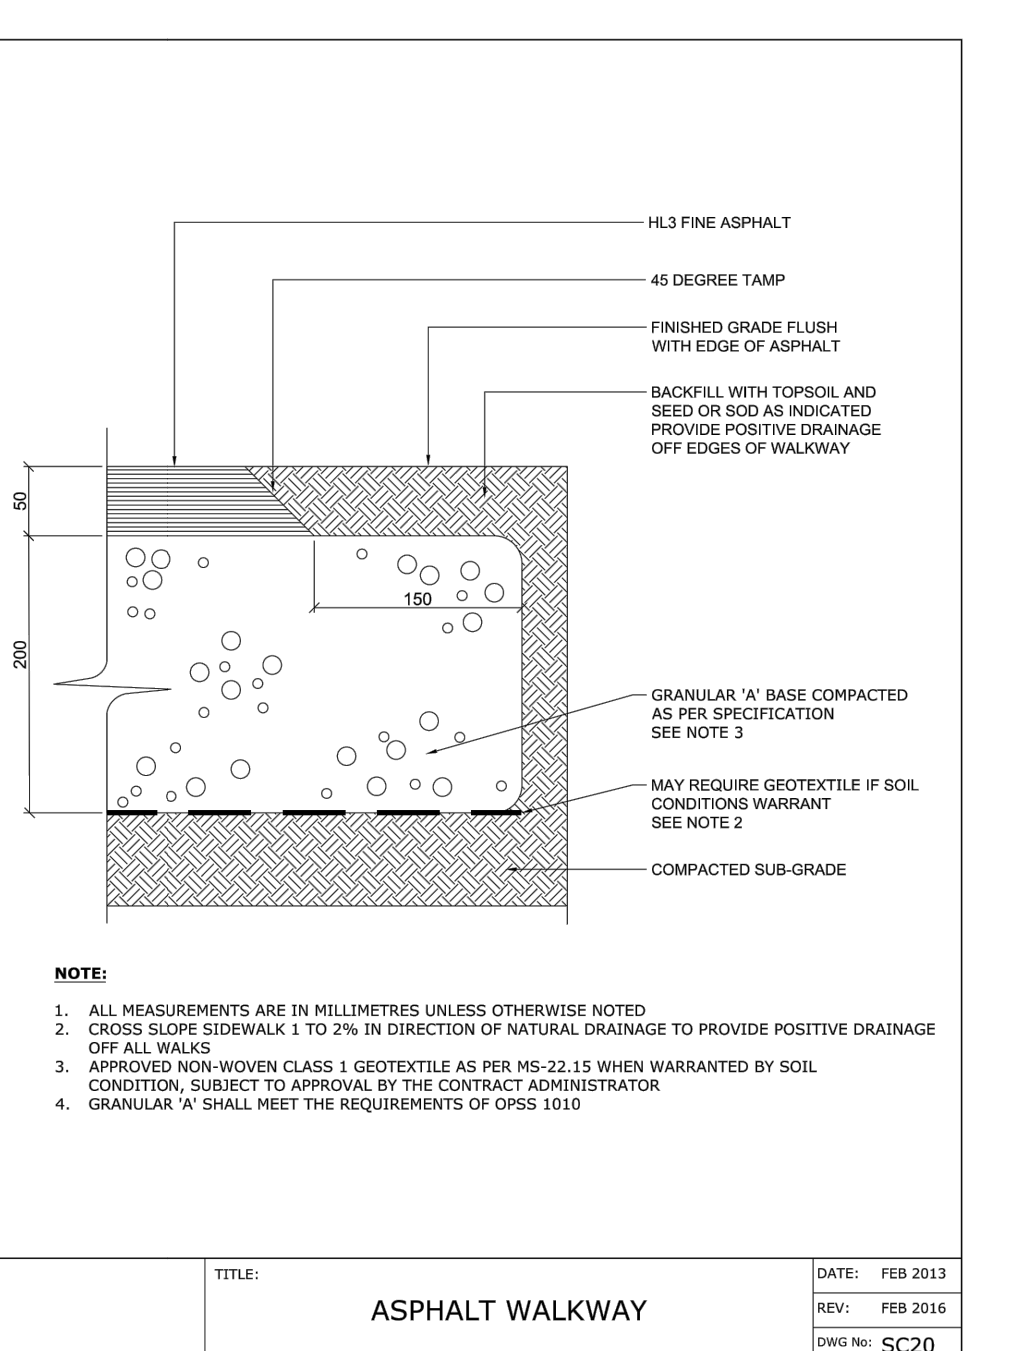 HL3 FINE ASPHALT
45 DEGREE TAMP
FINISHED GRADE FLUSH
WITH EDGE OF ASPHALT
BACKFILL WITH TOPSOIL AND
SEED OR SOD AS INDICATED
PROVIDE POSITIVE DRAINAGE
OFF EDGES OF WALKWAY
50
150
200
GRANULAR 'A' BASE COMPACTED
AS PER SPECIFICATION
SEE NOTE 3
MAY REQUIRE GEOTEXTILE IF SOIL
CONDITIONS WARRANT
SEE NOTE 2
COMPACTED SUB-GRADE
NOTE:
1. ALL MEASUREMENTS ARE IN MILLIMETRES UNLESS OTHERWISE NOTED
2. CROSS SLOPE SIDEWALK 1 TO 2% IN DIRECTION OF NATURAL DRAINAGE TO PROVIDE POSITIVE DRAINAGE
OFF ALL WALKS
3. APPROVED NON-WOVEN CLASS 1 GEOTEXTILE AS PER MS-22.15 WHEN WARRANTED BY SOIL
CONDITION, SUBJECT TO APPROVAL BY THE CONTRACT ADMINISTRATOR
4. GRANULAR 'A' SHALL MEET THE REQUIREMENTS OF OPSS 1010
TITLE:
ASPHALT WALKWAY
DATE: FEB 2013
REV: FEB 2016
DWG No: SC20